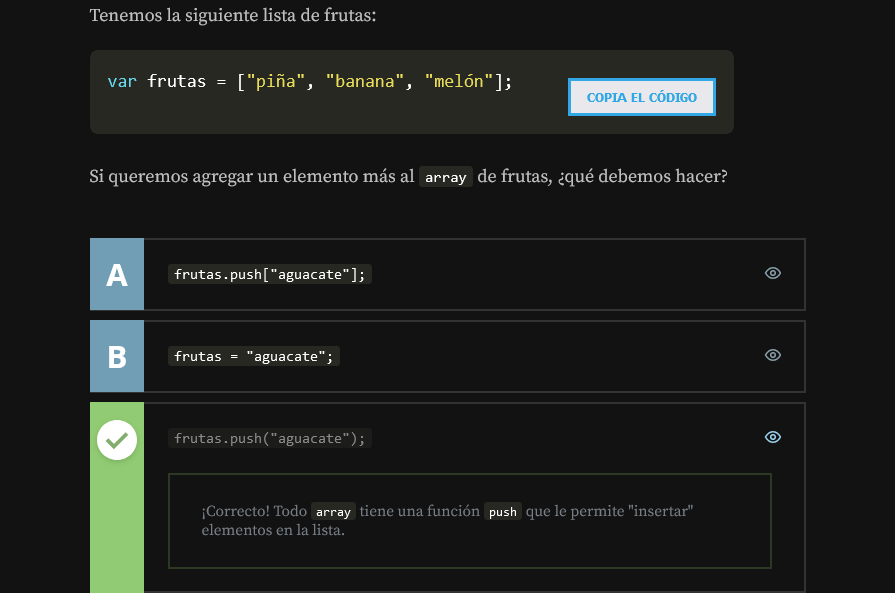 Tenemos la siguiente lista de frutas:
var frutas = ["piña", "banana", "melón"];
COPIA EL CÓDIGO
Si queremos agregar un elemento más al array de frutas, ¿qué debemos hacer?
A
frutas.push["aguacate"];
B
frutas = "aguacate";
frutas.push("aguacate");
¡Correcto! Todo array tiene una función push que le permite "insertar"
elementos en la lista.